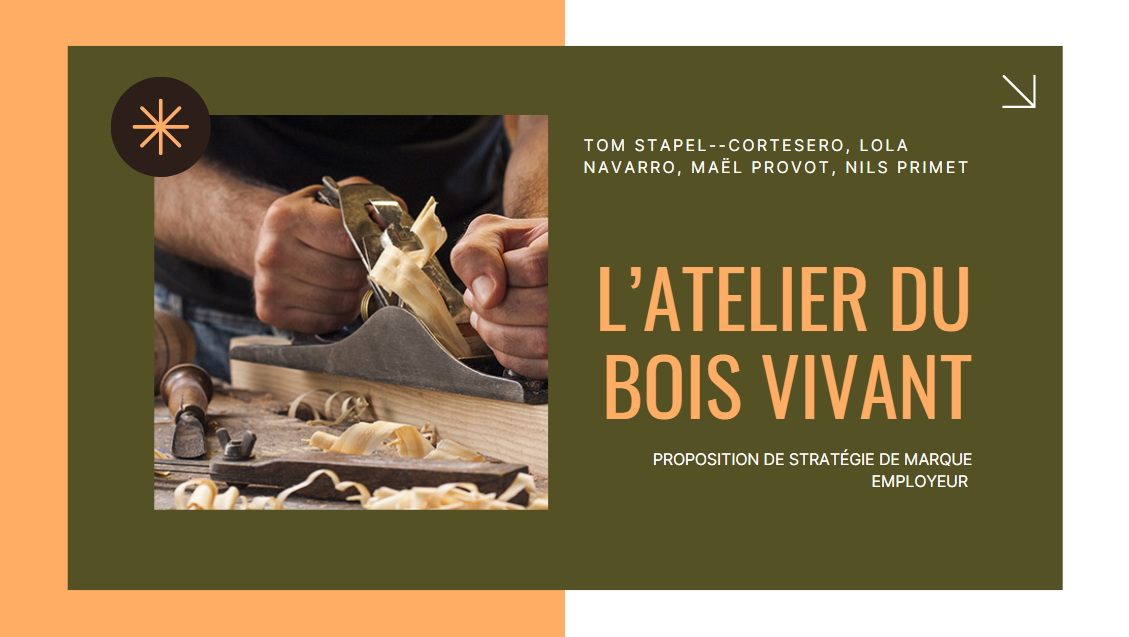 TOM STAPEL--CORTESERO, LOLA
NAVARRO, MAËL PROVOT, NILS PRIMET
L’ATELIER DU
BOIS VIVANT
PROPOSITION DE STRATÉGIE DE MARQUE
EMPLOYEUR